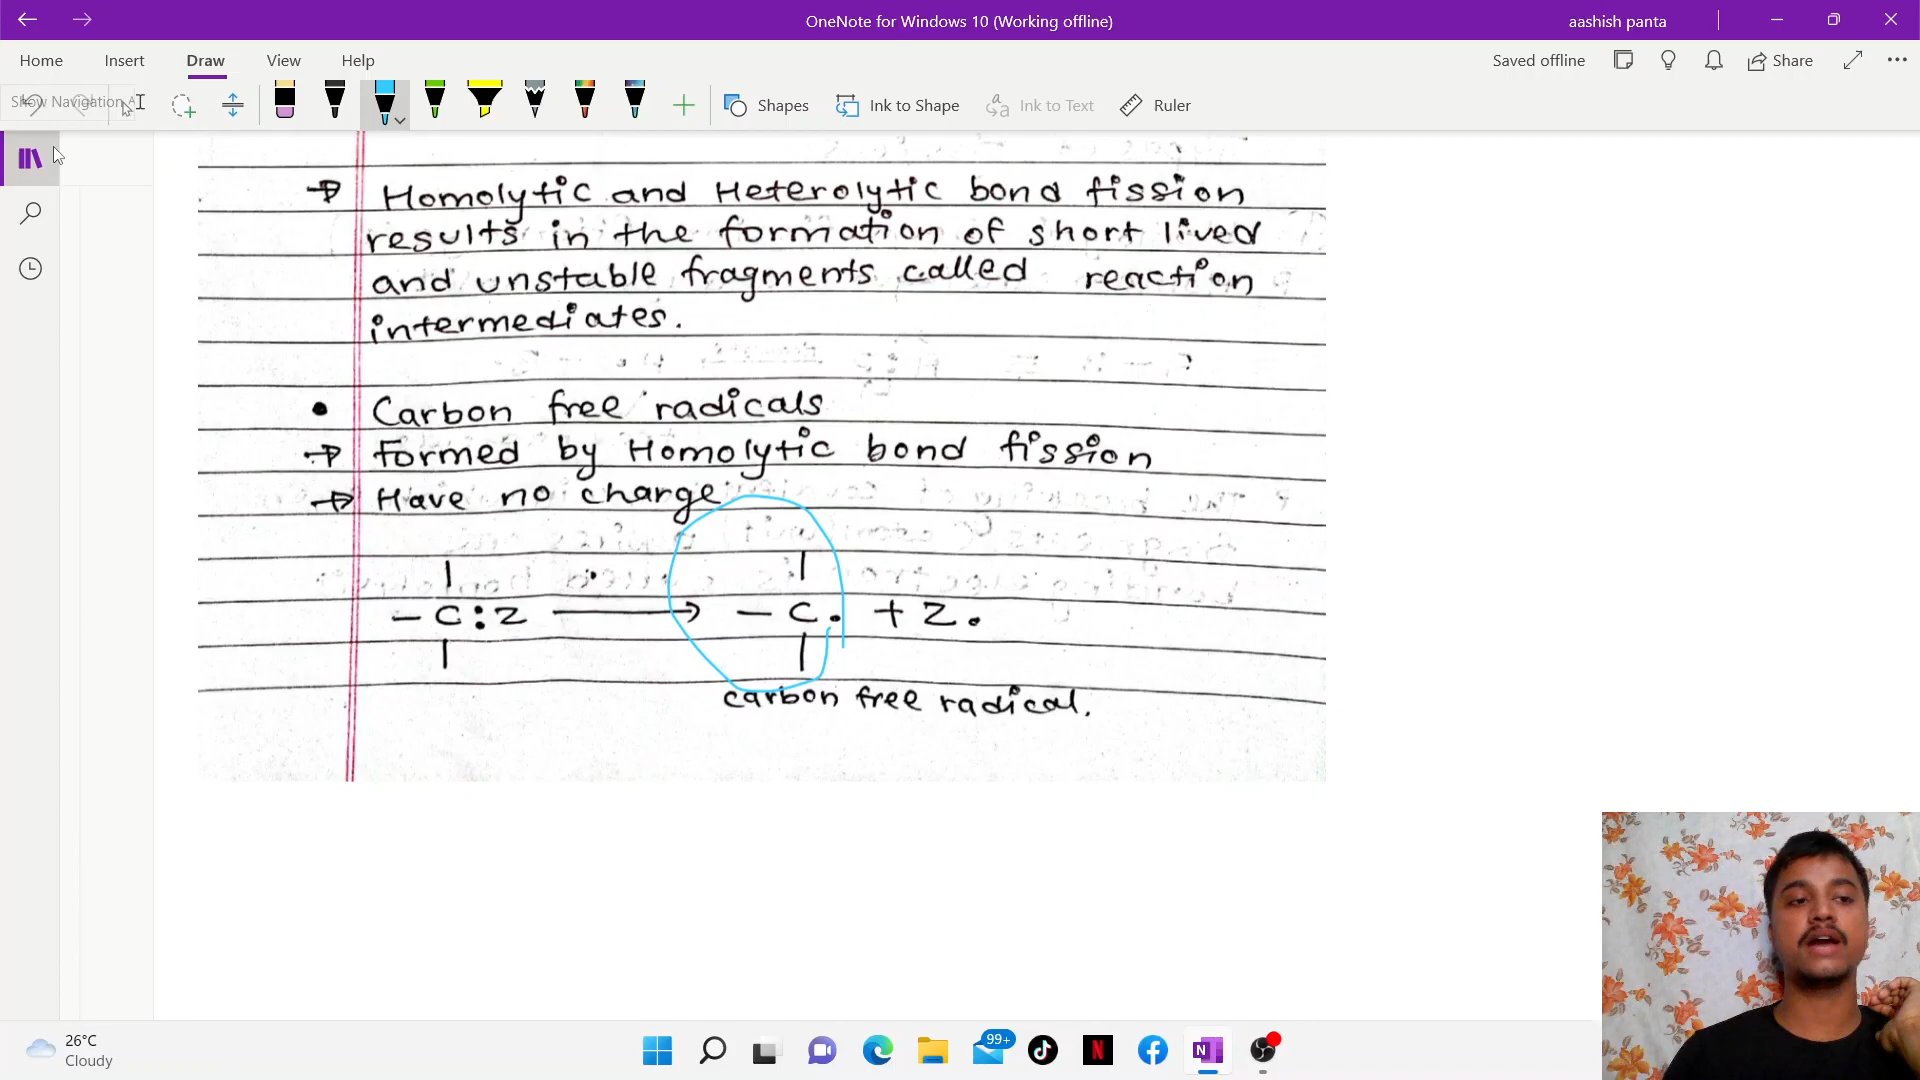 OneNote for Windows 10 (Working offline)
aashish panta
Home Insert Draw View Help
Saved offline
Share
Show Navigation
Shapes
Ink to Shape
Ink to Text
Ruler
Homolytic and Heterolytic bond fission
results in the formation of short lived
and unstable fragments called reaction
intermediates.
• Carbon free radicals
→ Formed by Homolytic bond fission
→ Have no charge
- C : Z ⟶ - C . + Z .
carbon free radical.
26°C
Cloudy
99+
N
N